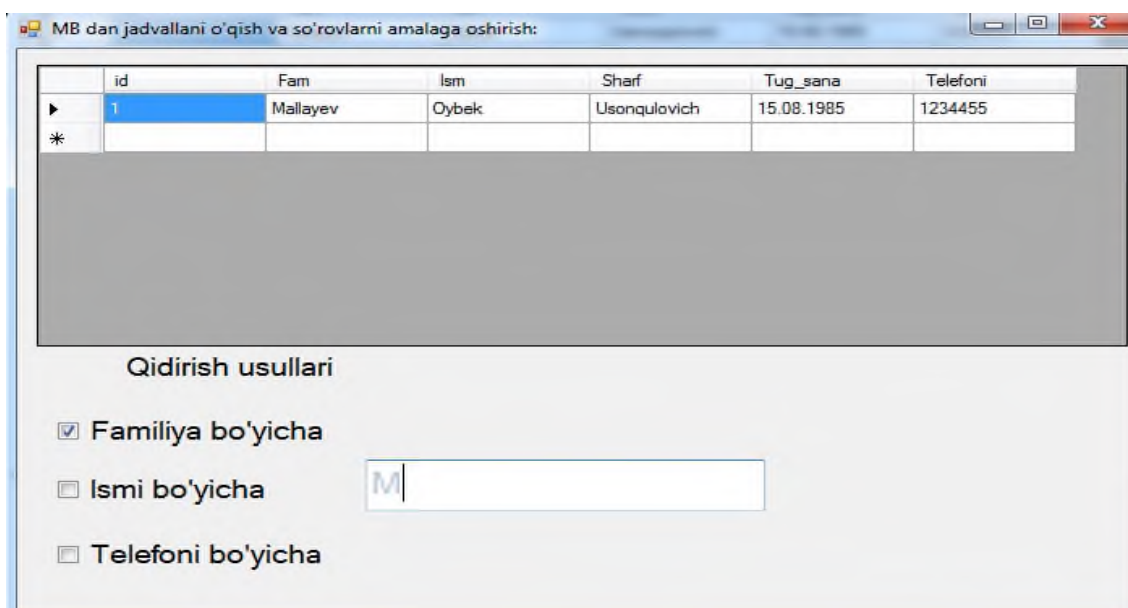 MB dan jadvallani o'qish va so'rovlarni amalaga oshirish:
id Fam Ism Sharf Tug_sana Telefoni
1 Mallayev Oybek Usonqulovich 15.08.1985 1234455
Qidirish usullari
Familiya bo'yicha
Ismi bo'yicha M
Telefoni bo'yicha